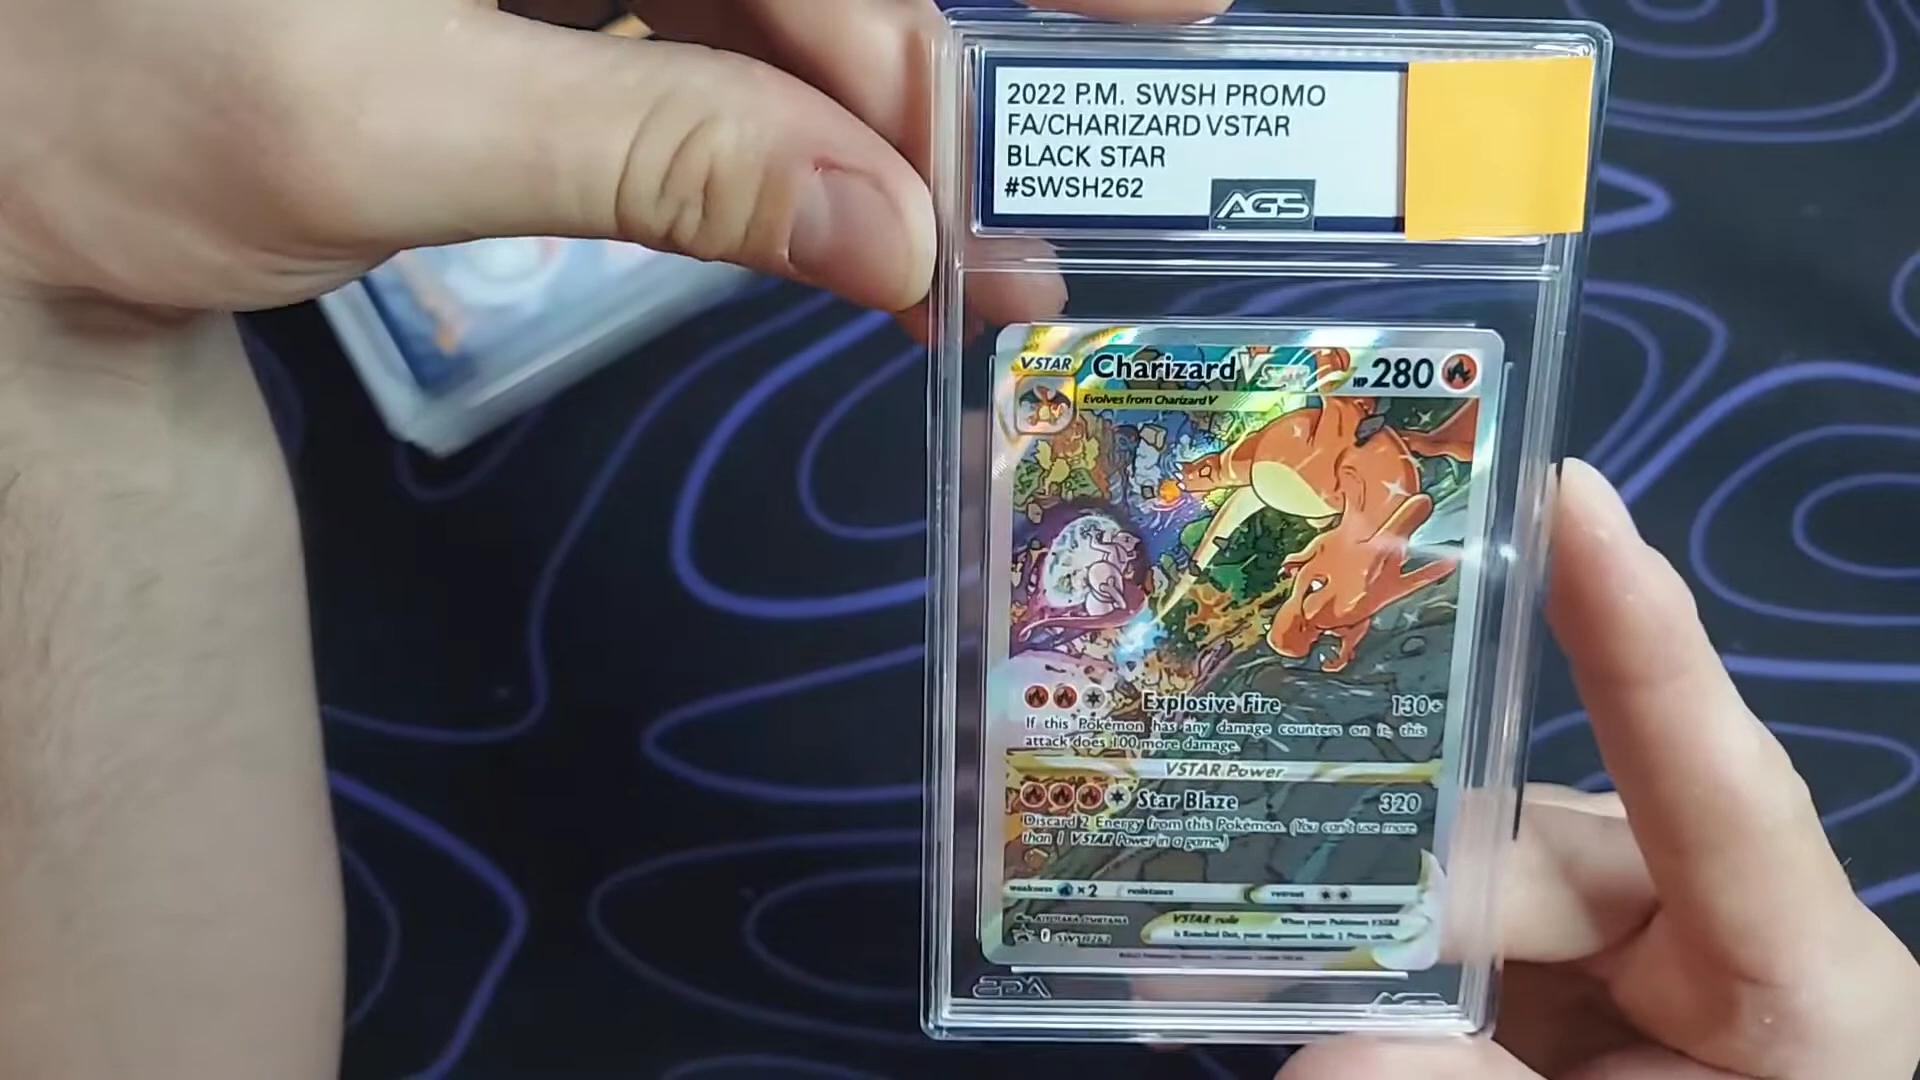 2022 P.M. SWSH PROMO
FA/CHARIZARD VSTAR
BLACK STAR
#SWSH262
AGS
VSTAR Charizard VSTAR HP 280
Evolves from Charizard V
Explosive Fire 130+
If this Pokémon has any damage counters on it, this
attack does 100 more damage.
VSTAR Power
Star Blaze 320
Discard 2 Energy from this Pokémon. (You can't use more
than 1 VSTAR Power in a game.)
weakness ×2 resistance retreat
VSTAR rule When your Pokémon VSTAR
is Knocked Out, your opponent takes 2 Prize cards.
F SWSH262
AGS